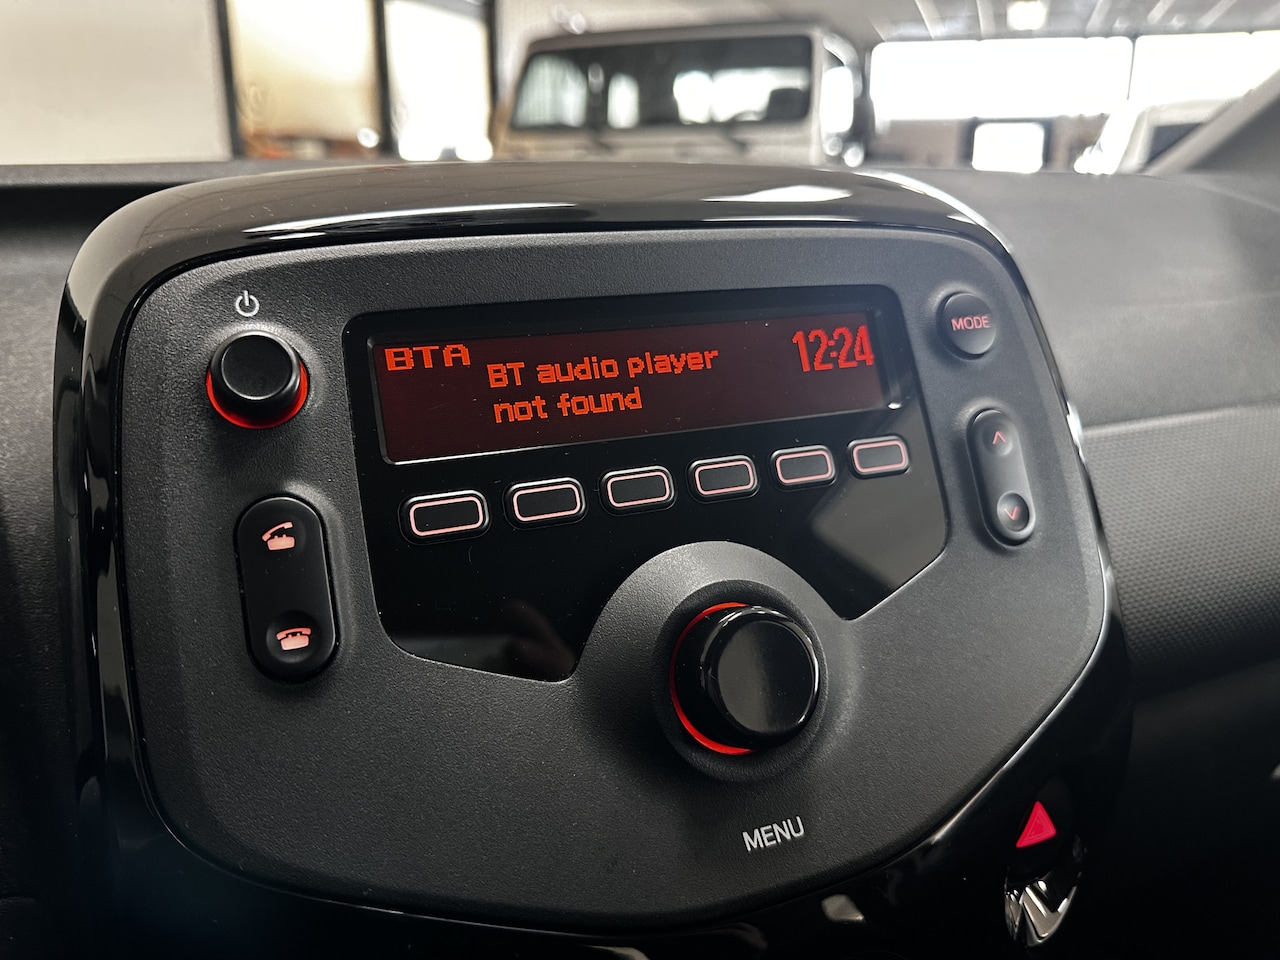 BTA
BT audio player
not found
12:24
MODE
MENU